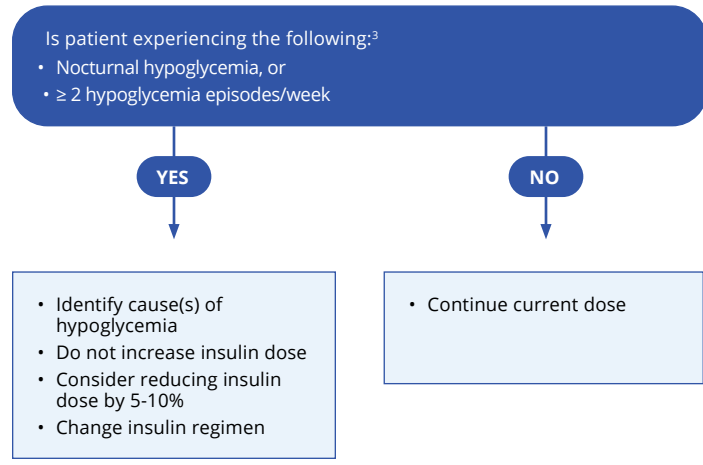 Is patient experiencing the following:³
• Nocturnal hypoglycemia, or
• ≥ 2 hypoglycemia episodes/week
YES
NO
• Identify cause(s) of
hypoglycemia
• Do not increase insulin dose
• Consider reducing insulin
dose by 5-10%
• Change insulin regimen
• Continue current dose